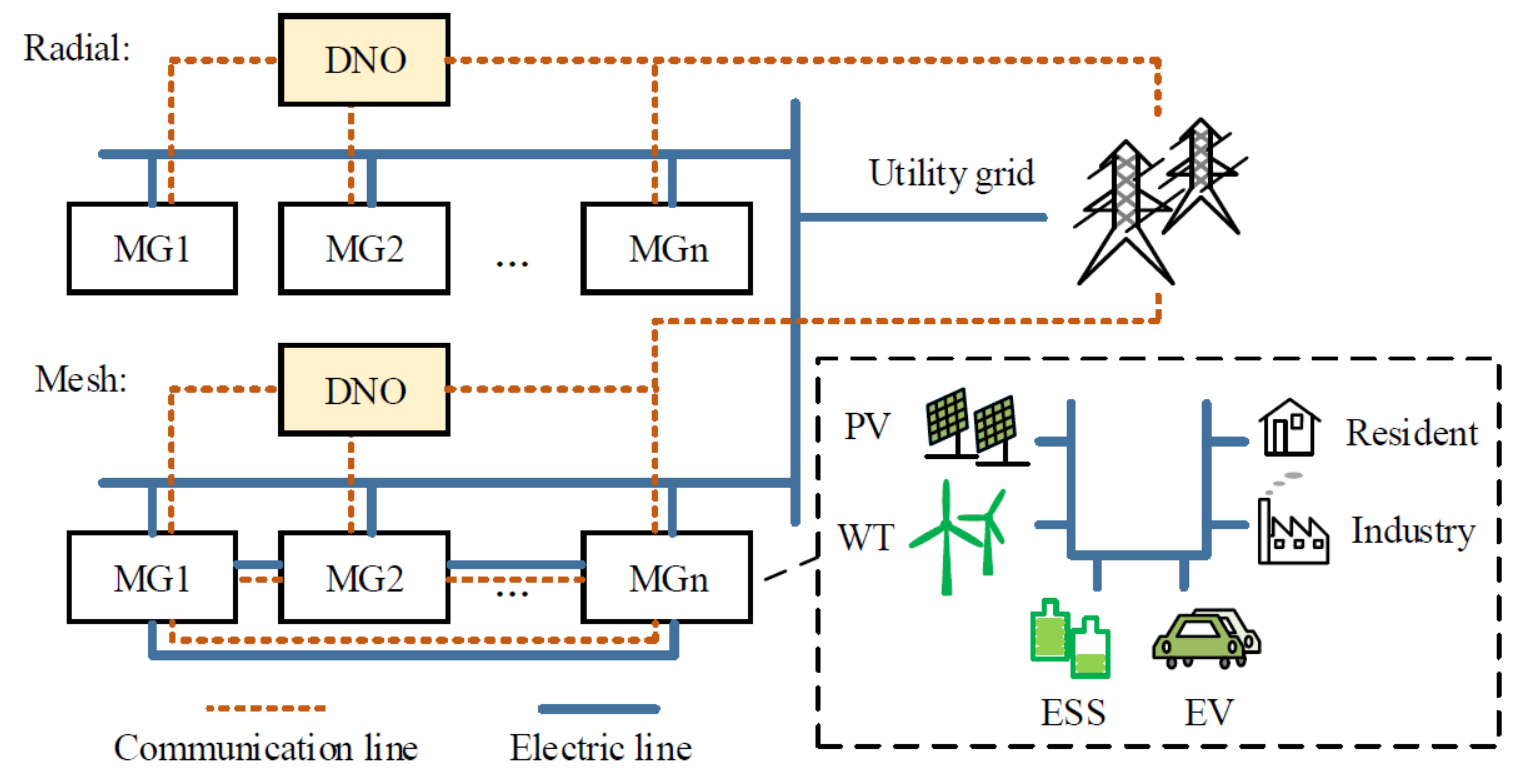 Radial:
DNO
Utility grid
MG1
MG2
...
MGn
Mesh:
DNO
PV
Resident
WT
Industry
MG1
MG2
...
MGn
ESS
EV
Communication line
Electric line